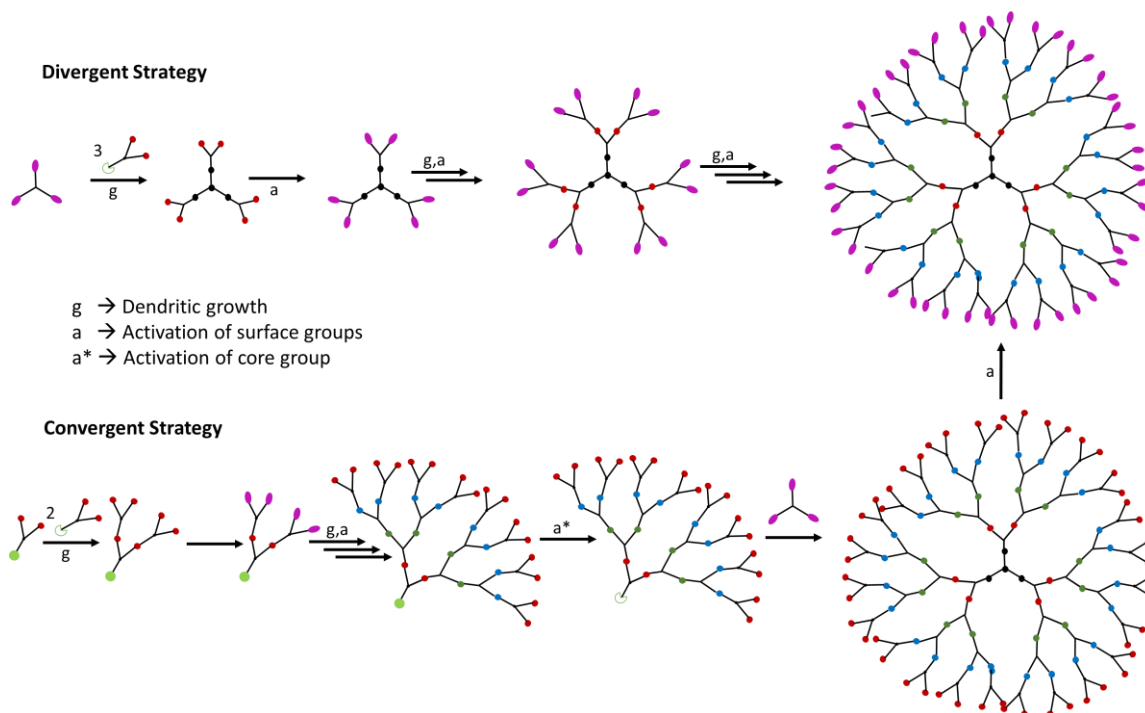 Divergent Strategy
3
g
a
g,a
g,a
g → Dendritic growth
a → Activation of surface groups
a* → Activation of core group
a
Convergent Strategy
2
g
g,a
a*